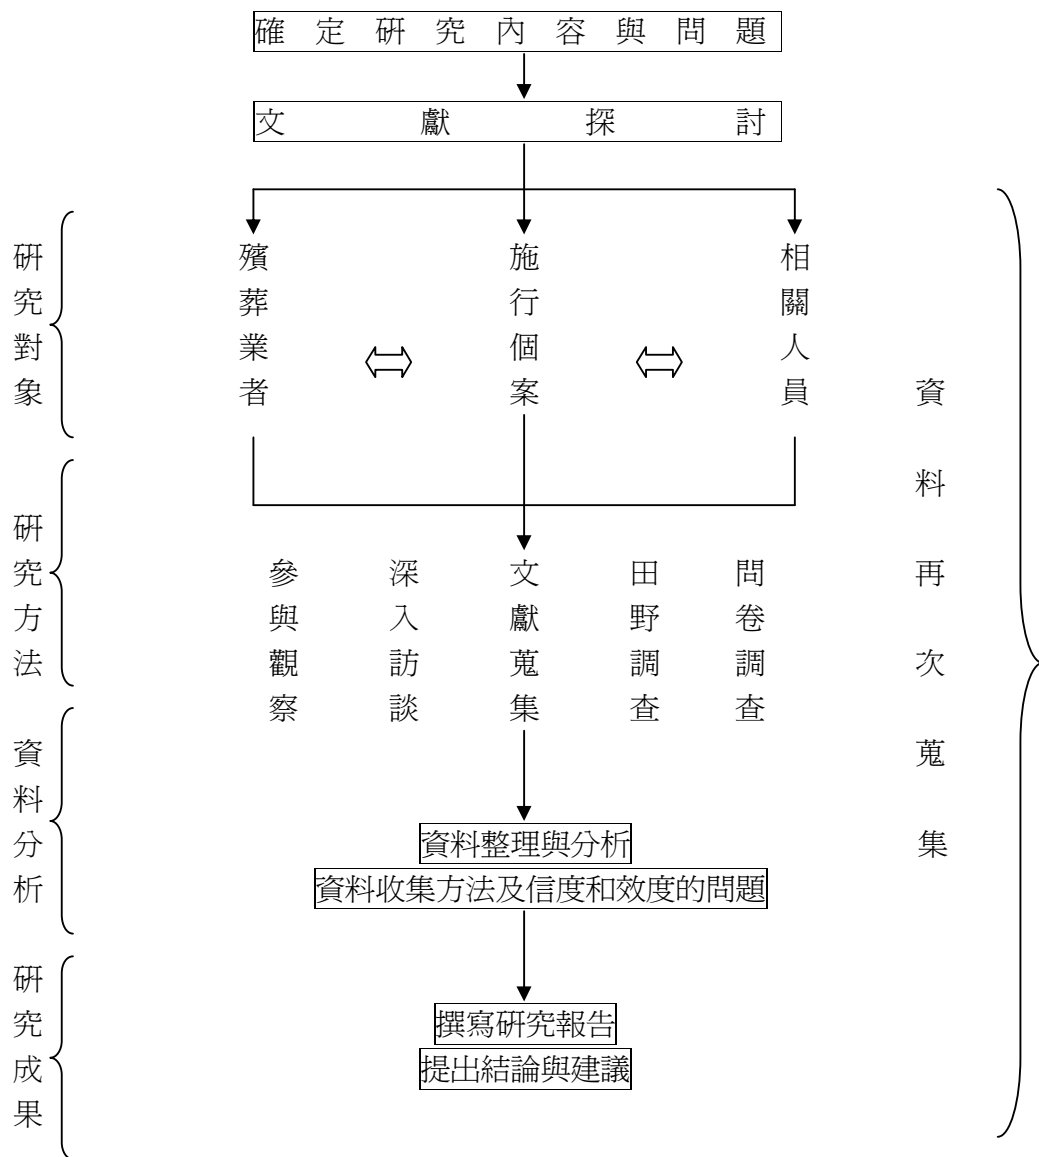 確定研究內容與問題
文獻探討
研究對象
殯葬業者
施行個案
相關人員
資料再次蒐集
研究方法
參與觀察
深入訪談
文獻蒐集
田野調查
問卷調查
資料分析
資料整理與分析
資料收集方法及信度和效度的問題
研究成果
撰寫研究報告
提出結論與建議